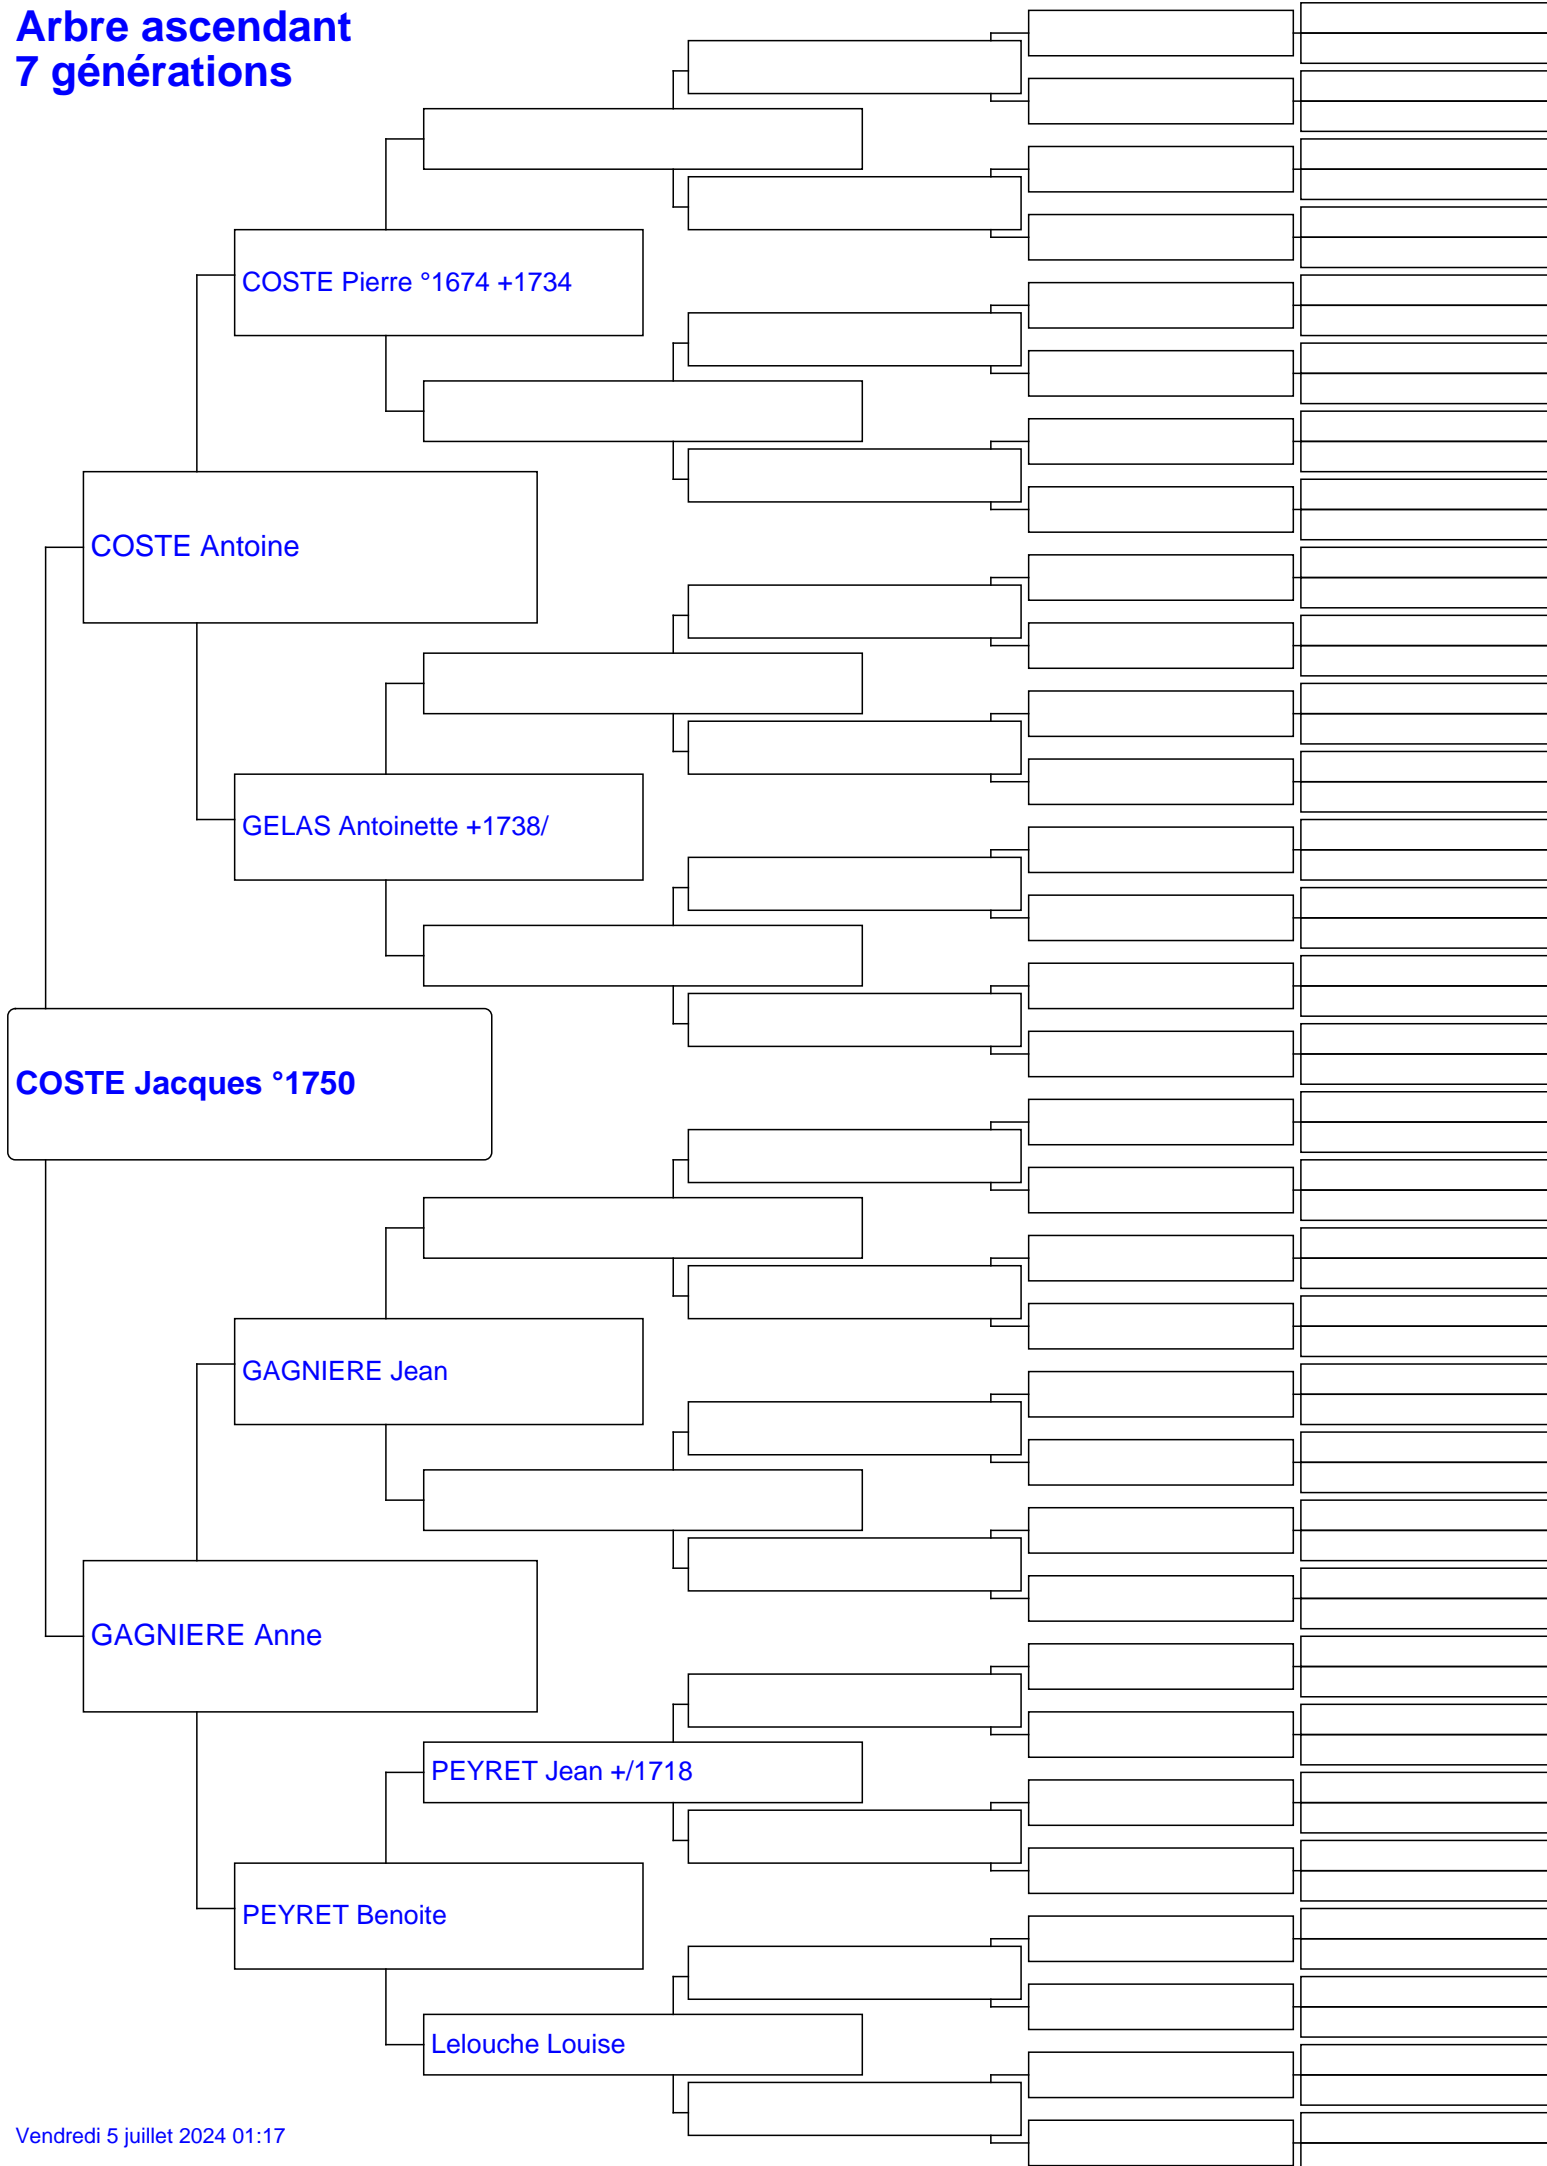 Arbre ascendant
7 générations
COSTE Pierre °1674 +1734
COSTE Antoine
GELAS Antoinette +1738/
COSTE Jacques °1750
GAGNIERE Jean
GAGNIERE Anne
PEYRET Jean +/1718
PEYRET Benoite
Lelouche Louise
Vendredi 5 juillet 2024 01:17